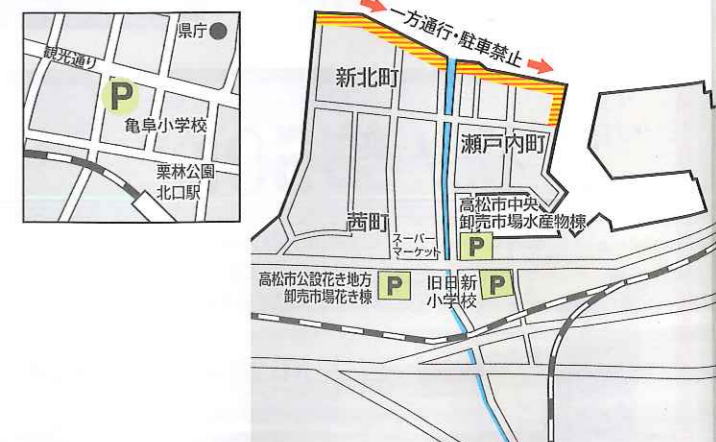 県庁
観光通り
P
亀阜小学校
栗林公園
北口駅
一方通行・駐車禁止
新北町
瀬戸内町
高松市中央
卸売市場水産物棟
P
茜町
スーパー
マーケット
高松市公設花き地方
卸売市場花き棟
P
旧日新
小学校
P